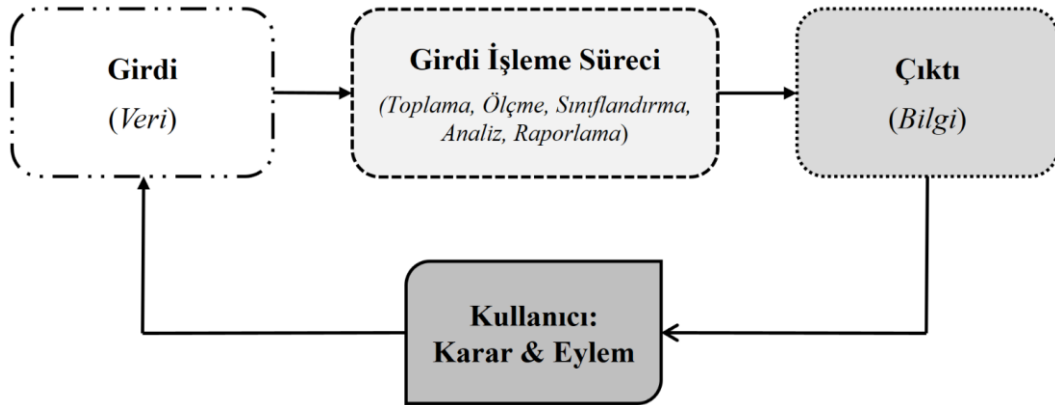 Girdi
(Veri)
Girdi İşleme Süreci
(Toplama, Ölçme, Sınıflandırma,
Analiz, Raporlama)
Çıktı
(Bilgi)
Kullanıcı:
Karar & Eylem